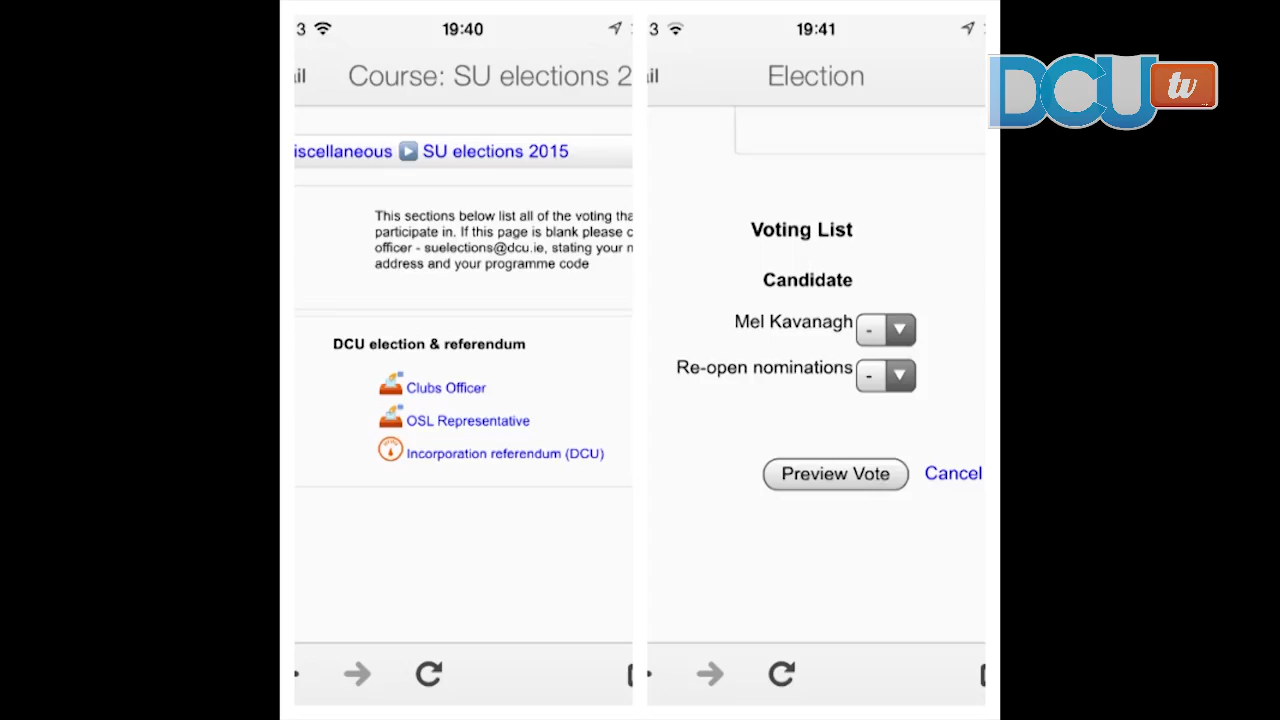 3 19:40
ail Course: SU elections 2
iscellaneous SU elections 2015
This sections below list all of the voting tha
participate in. If this page is blank please c
officer - suelections@dcu.ie, stating your n
address and your programme code
DCU election & referendum
Clubs Officer
OSL Representative
Incorporation referendum (DCU)
3 19:41
ail Election
Voting List
Candidate
Mel Kavanagh -
Re-open nominations -
Preview Vote Cancel
DCU tv